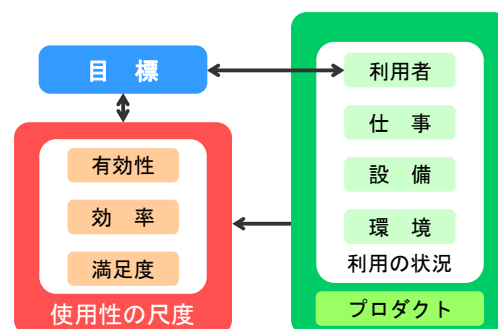 目　標
利用者
仕　事
設　備
環　境
利用の状況
プロダクト
有効性
効　率
満足度
使用性の尺度